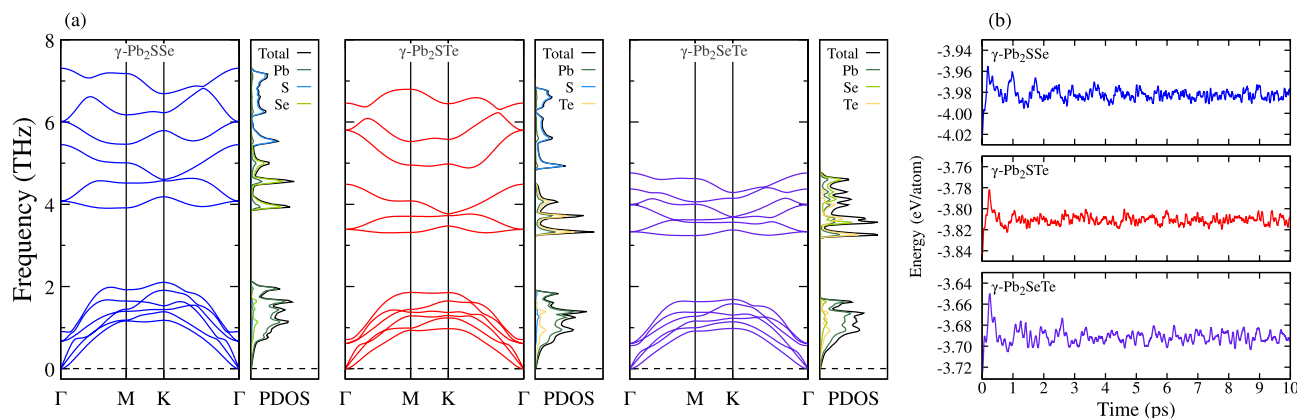 (a)
γ-Pb₂SSe
Total
Pb
S
Se
γ-Pb₂STe
Total
Pb
S
Te
γ-Pb₂SeTe
Total
Pb
Se
Te
Frequency (THz)
8
6
4
2
0
Γ M K Γ PDOS Γ M K Γ PDOS Γ M K Γ PDOS
(b)
γ-Pb₂SSe
-3.94
-3.96
-3.98
-4.00
-4.02
γ-Pb₂STe
-3.76
-3.78
-3.80
-3.82
-3.84
γ-Pb₂SeTe
-3.64
-3.66
-3.68
-3.70
-3.72
Energy (eV/atom)
0 1 2 3 4 5 6 7 8 9 10
Time (ps)